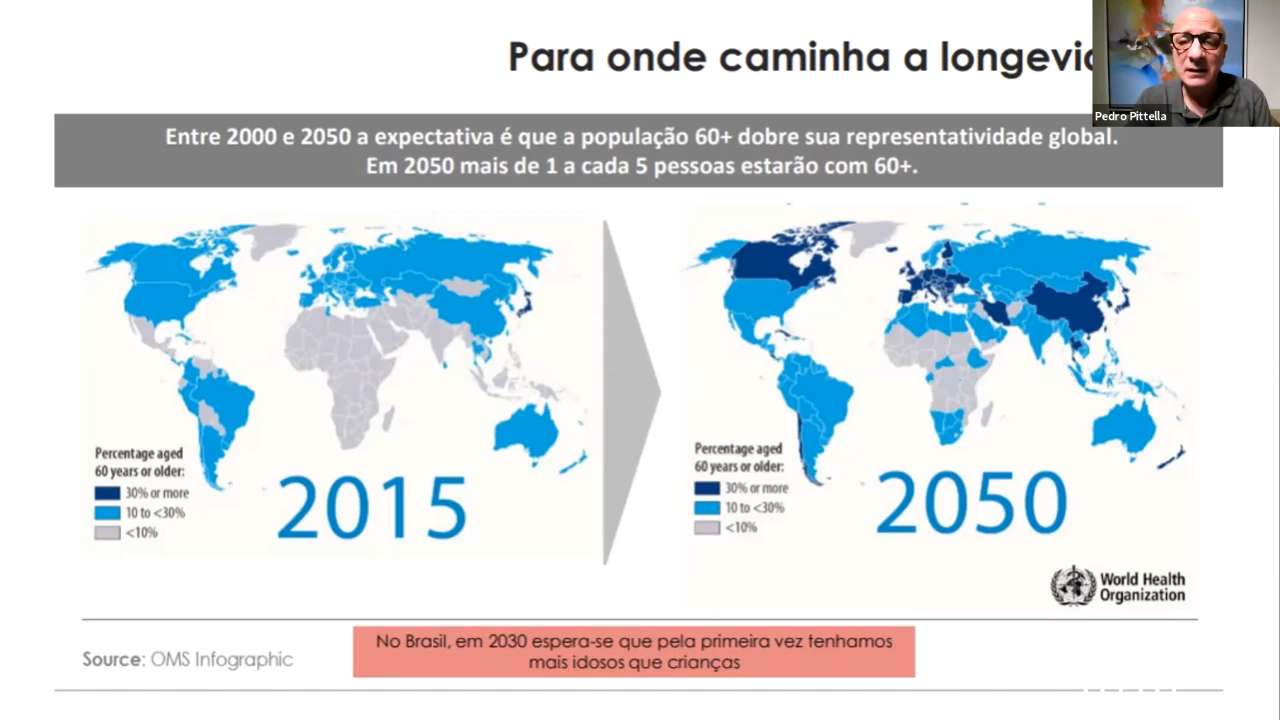 Para onde caminha a longevid
Pedro Pittella
Entre 2000 e 2050 a expectativa é que a população 60+ dobre sua representatividade global.
Em 2050 mais de 1 a cada 5 pessoas estarão com 60+.
Percentage aged
60 years or older:
30% or more
10 to <30%
<10%
2015
Percentage aged
60 years or older:
30% or more
10 to <30%
<10%
2050
World Health
Organization
Source: OMS Infographic
No Brasil, em 2030 espera-se que pela primeira vez tenhamos
mais idosos que crianças